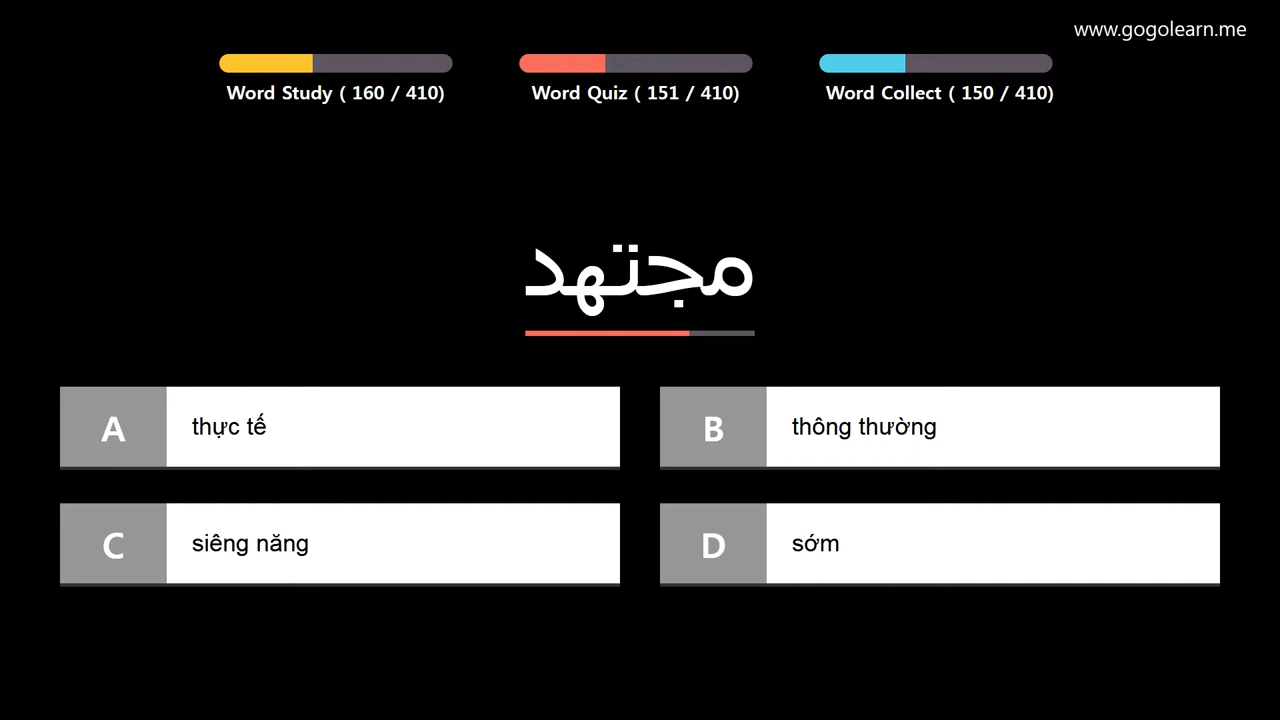 www.gogolearn.me
Word Study ( 160 / 410)
Word Quiz ( 151 / 410)
Word Collect ( 150 / 410)
مجتهد
A
thực tế
B
thông thường
C
siêng năng
D
sớm